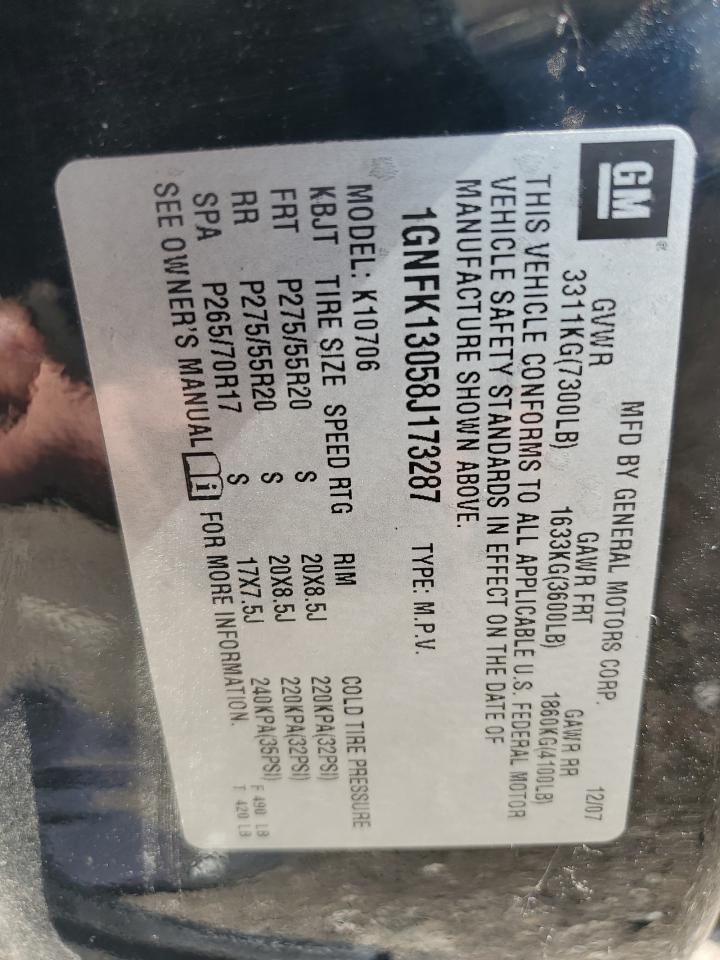 GM
MFD BY GENERAL MOTORS CORP. 12/07
GVWR GAWR FRT GAWR RR
3311KG(7300LB) 1633KG(3600LB) 1860KG(4100LB)
THIS VEHICLE CONFORMS TO ALL APPLICABLE U.S. FEDERAL MOTOR
VEHICLE SAFETY STANDARDS IN EFFECT ON THE DATE OF
MANUFACTURE SHOWN ABOVE.
1GNFK13058J173287 TYPE: M.P.V.
MODEL: K10706
KBJT TIRE SIZE SPEED RTG RIM COLD TIRE PRESSURE
FRT P275/55R20 S 20X8.5J 220KPA(32PSI)
RR P275/55R20 S 20X8.5J 220KPA(32PSI)
SPA P265/70R17 S 17X7.5J 240KPA(35PSI)
SEE OWNER'S MANUAL FOR MORE INFORMATION.
F 490 LB
T 420 LB